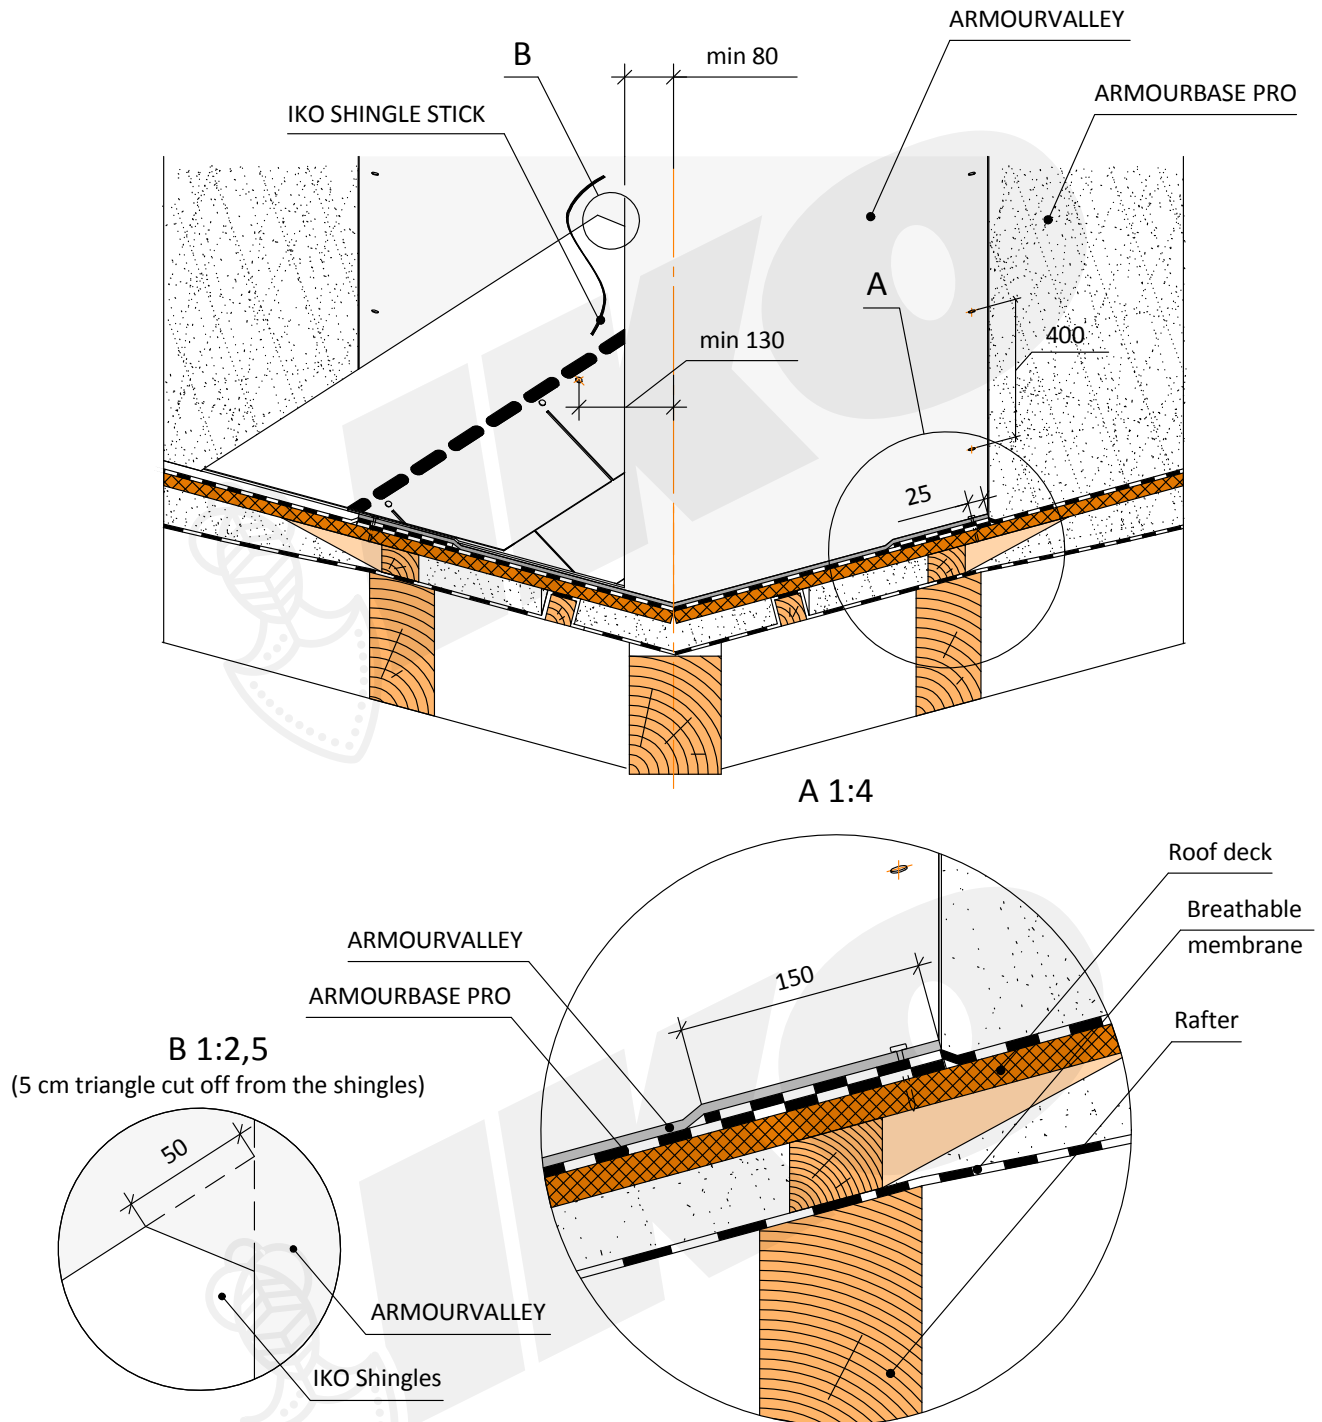 ARMOURVALLEY
B
min 80
ARMOURBASE PRO
IKO SHINGLE STICK
A
min 130
400
25
A 1:4
Roof deck
Breathable
membrane
ARMOURVALLEY
150
ARMOURBASE PRO
Rafter
B 1:2,5
(5 cm triangle cut off from the shingles)
50
ARMOURVALLEY
IKO Shingles
IKO
IKO